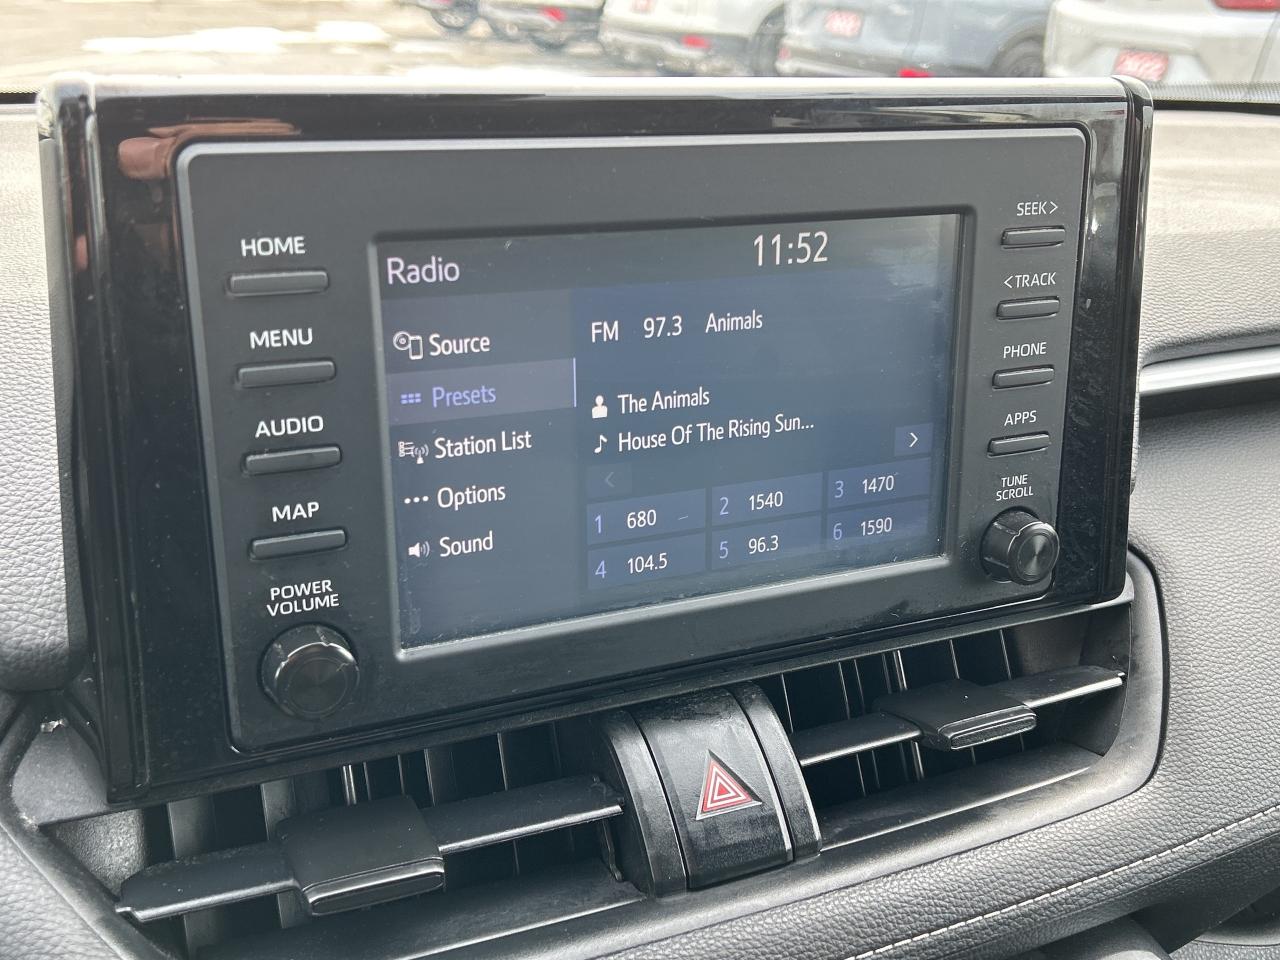 HOME
MENU
AUDIO
MAP
POWER
VOLUME
Radio
11:52
Source
Presets
Station List
Options
Sound
FM 97.3 Animals
The Animals
House Of The Rising Sun...
1 680
2 1540
3 1470
4 104.5
5 96.3
6 1590
SEEK >
< TRACK
PHONE
APPS
TUNE
SCROLL